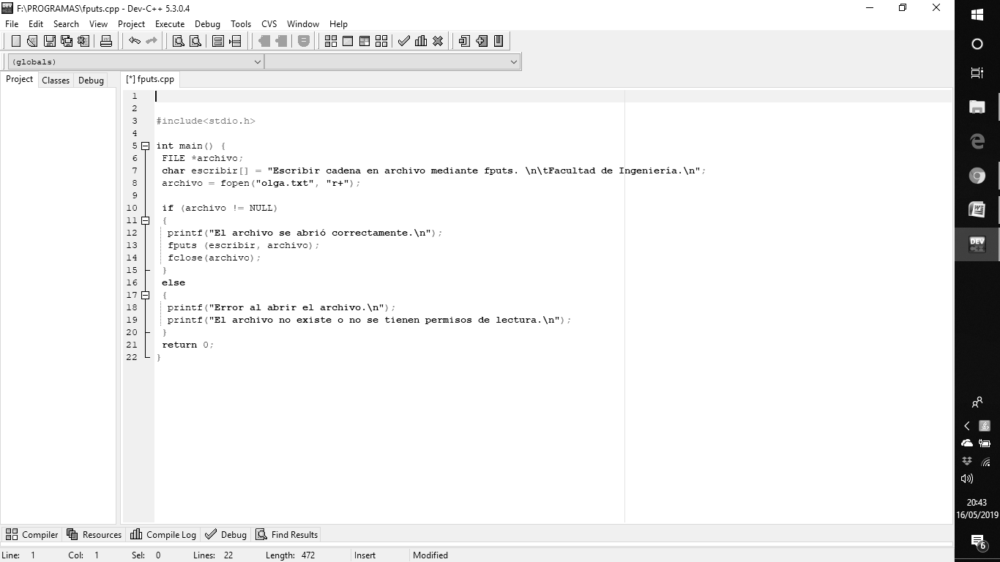 F:\PROGRAMAS\fputs.cpp - Dev-C++ 5.3.0.4
File Edit Search View Project Execute Debug Tools CVS Window Help
(globals)
Project Classes Debug [*] fputs.cpp
1
2
3 #include<stdio.h>
4
5 int main() {
6 FILE *archivo;
7 char escribir[] = "Escribir cadena en archivo mediante fputs. \n\tFacultad de Ingeniería.\n";
8 archivo = fopen("olga.txt", "r+");
9
10 if (archivo != NULL)
11 {
12 printf("El archivo se abrió correctamente.\n");
13 fputs (escribir, archivo);
14 fclose(archivo);
15 }
16 else
17 {
18 printf("Error al abrir el archivo.\n");
19 printf("El archivo no existe o no se tienen permisos de lectura.\n");
20 }
21 return 0;
22 }
Compiler Resources Compile Log Debug Find Results
Line: 1 Col: 1 Sel: 0 Lines: 22 Length: 472 Insert Modified
DEV
C++
20:43
16/05/2019
6